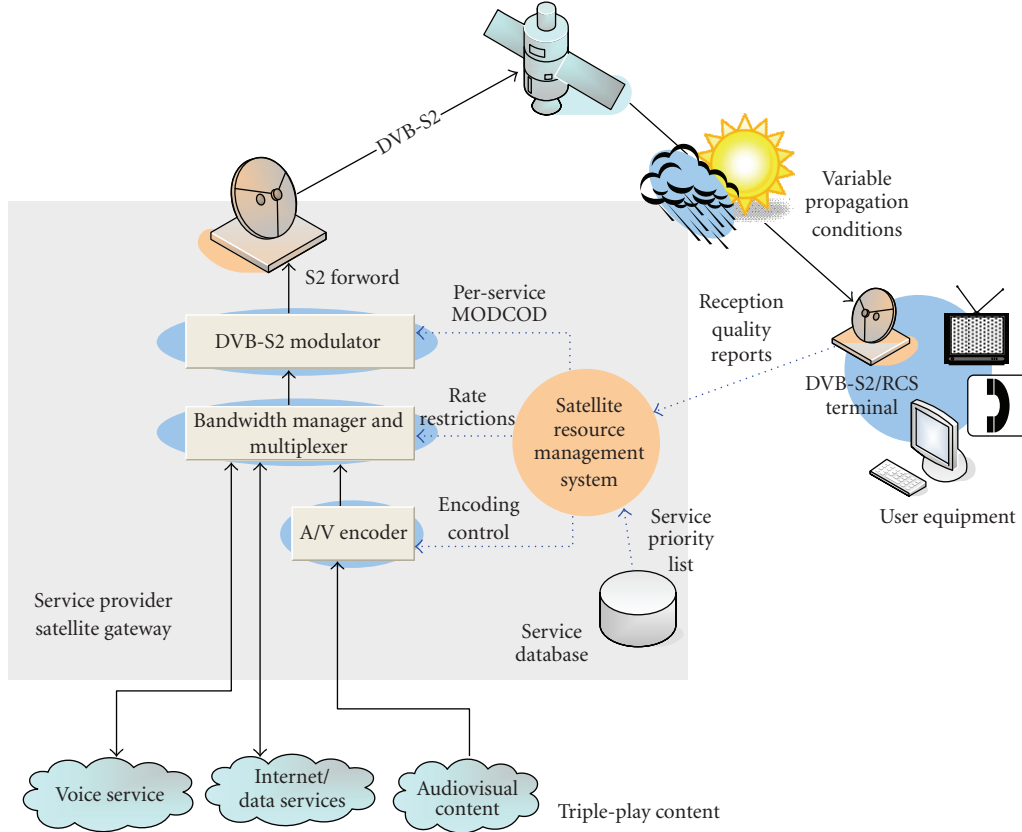 DVB-S2
Variable
propagation
conditions
S2 forword
Per-service
MODCOD
Reception
quality
reports
DVB-S2 modulator
DVB-S2/RCS
terminal
Rate
restrictions
Bandwidth manager and
multiplexer
Satellite
resource
management
system
User equipment
Encoding
control
A/V encoder
Service
priority
list
Service provider
satellite gateway
Service
database
Voice service
Internet/
data services
Audiovisual
content
Triple-play content